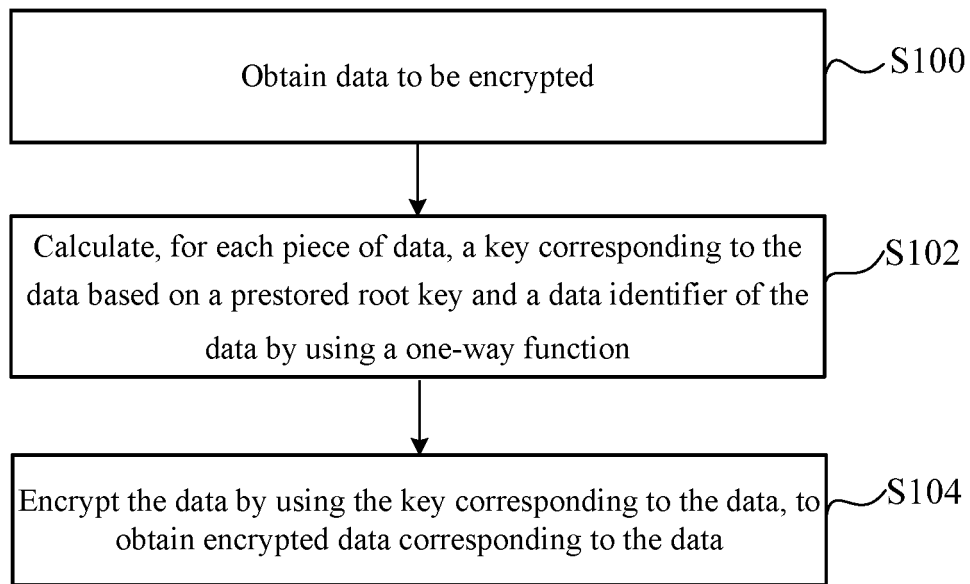 Obtain data to be encrypted
S100
Calculate, for each piece of data, a key corresponding to the
data based on a prestored root key and a data identifier of the
data by using a one-way function
S102
Encrypt the data by using the key corresponding to the data, to
obtain encrypted data corresponding to the data
S104